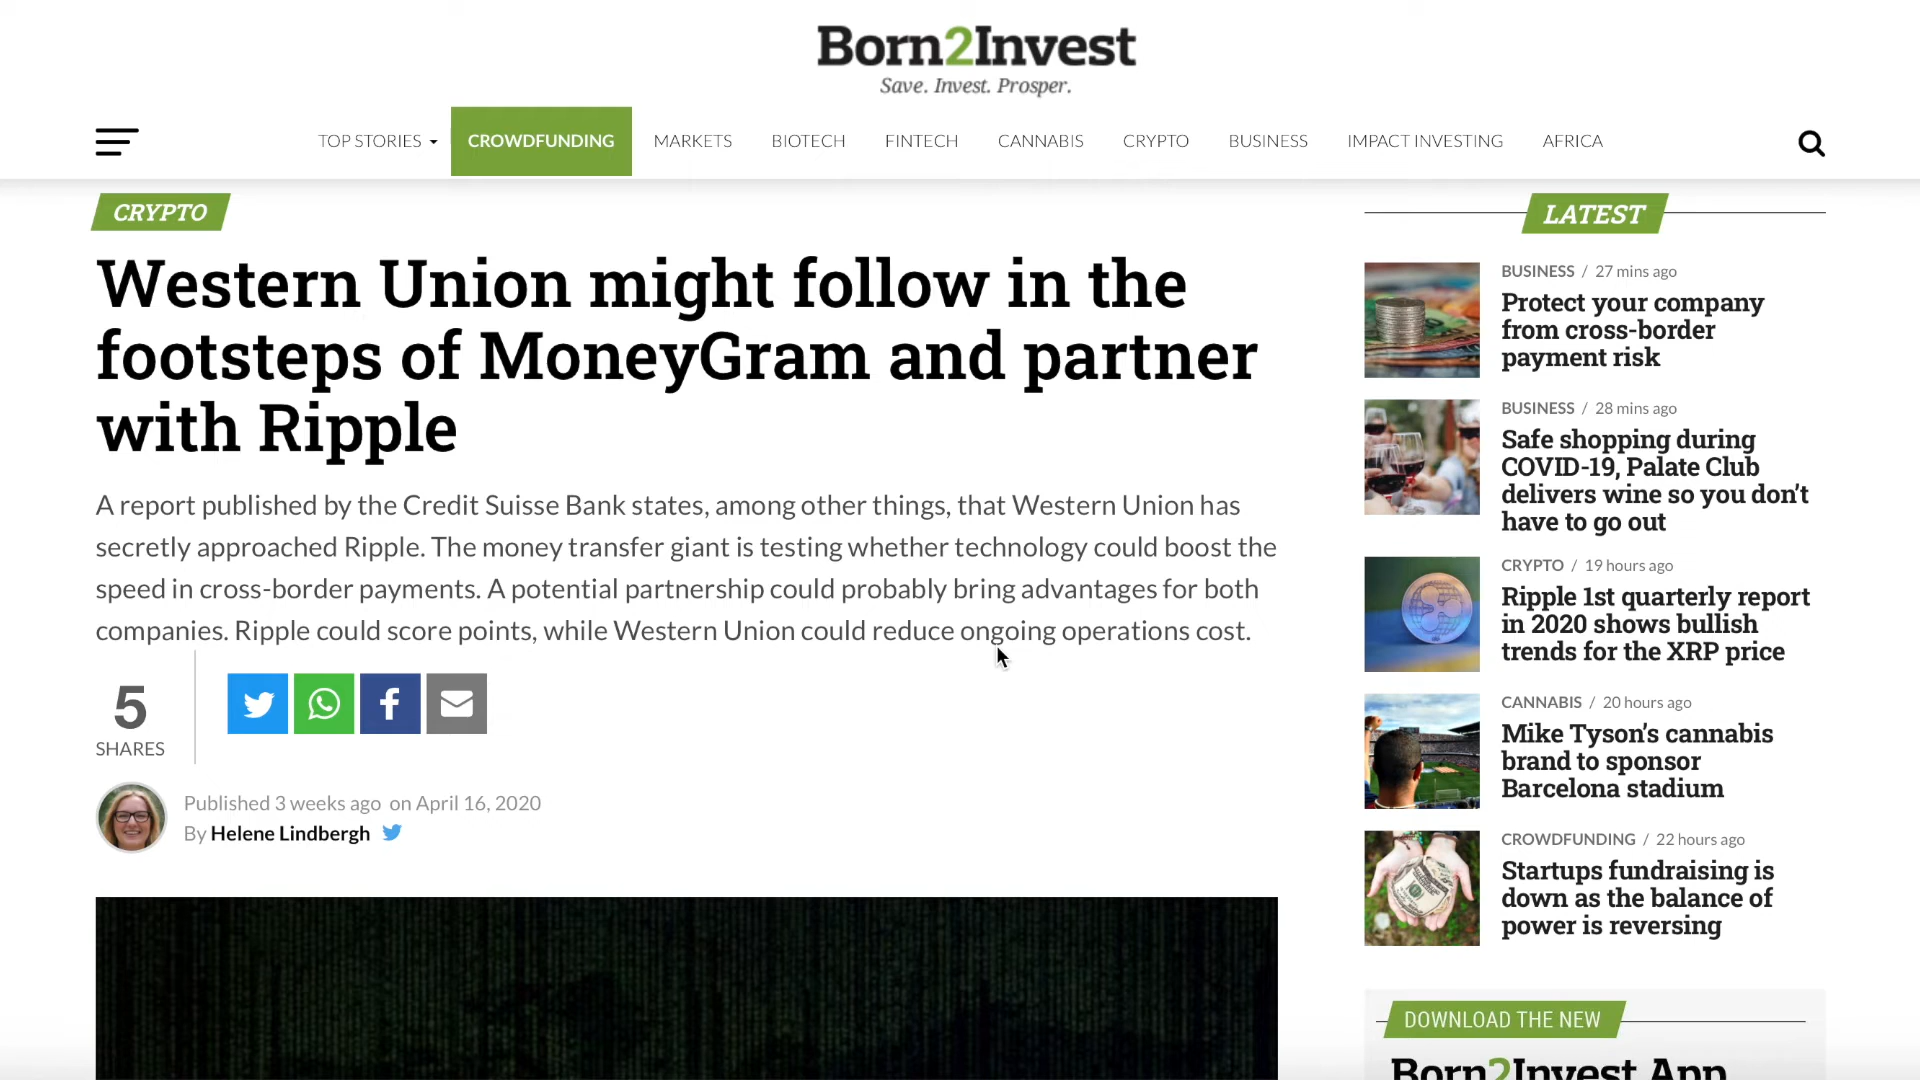 Born2Invest
Save. Invest. Prosper.
TOP STORIES
CROWDFUNDING
MARKETS
BIOTECH
FINTECH
CANNABIS
CRYPTO
BUSINESS
IMPACT INVESTING
AFRICA
CRYPTO
Western Union might follow in the
footsteps of MoneyGram and partner
with Ripple
A report published by the Credit Suisse Bank states, among other things, that Western Union has
secretly approached Ripple. The money transfer giant is testing whether technology could boost the
speed in cross-border payments. A potential partnership could probably bring advantages for both
companies. Ripple could score points, while Western Union could reduce ongoing operations cost.
5
SHARES
Published 3 weeks ago on April 16, 2020
By Helene Lindbergh
LATEST
BUSINESS / 27 mins ago
Protect your company
from cross-border
payment risk
BUSINESS / 28 mins ago
Safe shopping during
COVID-19, Palate Club
delivers wine so you don’t
have to go out
CRYPTO / 19 hours ago
Ripple 1st quarterly report
in 2020 shows bullish
trends for the XRP price
CANNABIS / 20 hours ago
Mike Tyson’s cannabis
brand to sponsor
Barcelona stadium
CROWDFUNDING / 22 hours ago
Startups fundraising is
down as the balance of
power is reversing
DOWNLOAD THE NEW
Born2Invest App